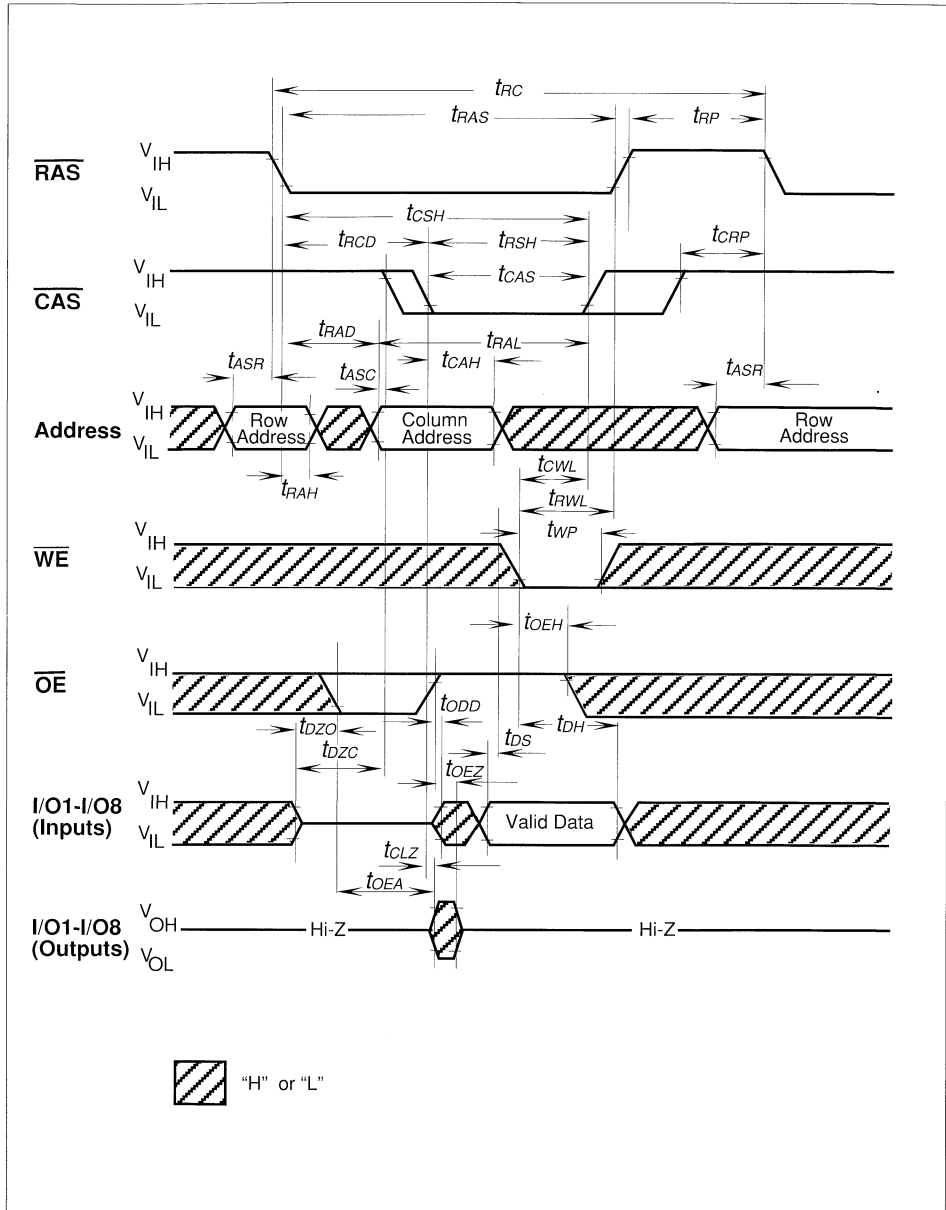 tRC
tRAS
tRP
RAS
VIH
VIL
tCSH
tRCD
tRSH
tCRP
tCAS
CAS
VIH
VIL
tRAD
tRAL
tASR
tASC
tCAH
tASR
Address
VIH
VIL
Row Address
Column Address
Row Address
tRAH
tCWL
tRWL
tWP
WE
VIH
VIL
tOEH
OE
VIH
VIL
tODD
tDZO
tDS
tDH
tDZC
tOEZ
I/O1-I/O8
(Inputs)
VIH
VIL
Valid Data
tCLZ
tOEA
I/O1-I/O8
(Outputs)
VOH
VOL
Hi-Z
Hi-Z
"H" or "L"